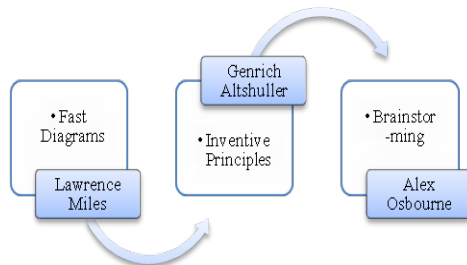 • Fast
Diagrams
Lawrence
Miles
Genrich
Altshuller
• Inventive
Principles
• Brainstor
-ming
Alex
Osbourne